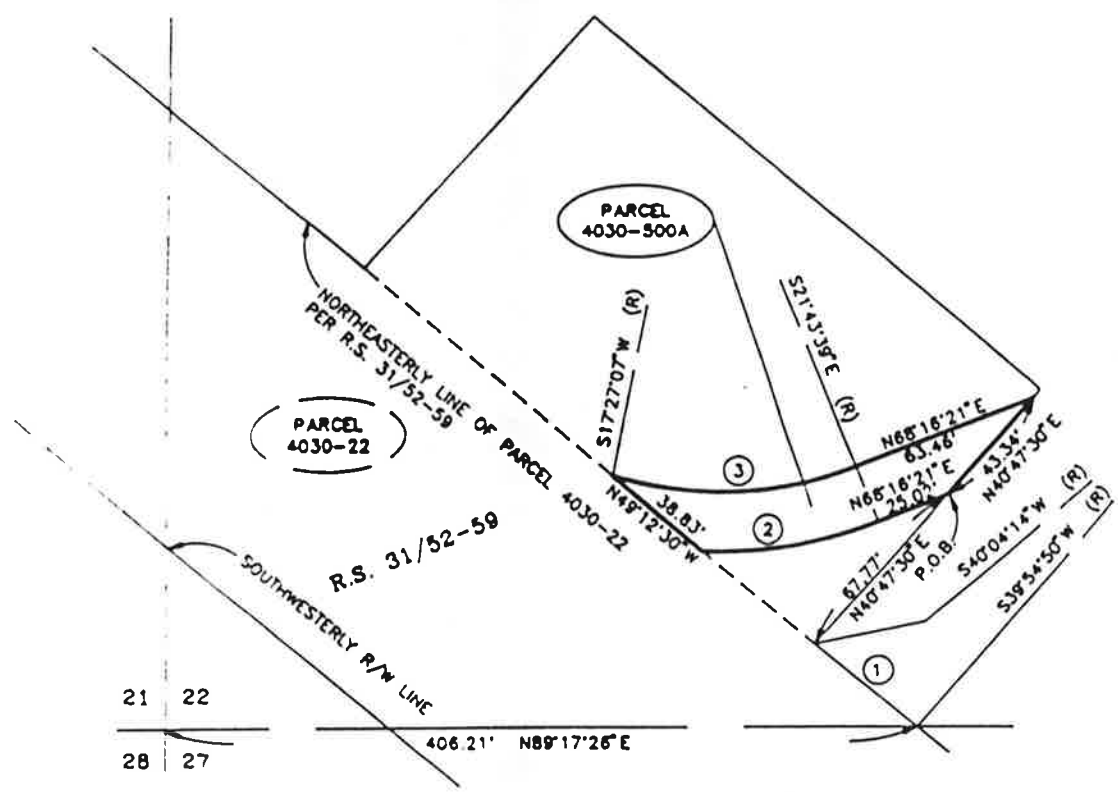 PARCEL
4030-500A
S17°27'07"W (R)
S21°43'39"E (R)
NORTHEASTERLY LINE OF PARCEL 4030-22
PER R.S. 31/52-59
PARCEL
4030-22
3
N68°16'21"E
63.46'
43.34'
N40°47'30"E
38.83'
N49°12'30"W
2
N68°16'21"E
25.03'
R.S. 31/52-59
67.77'
N40°47'30"E
P.O.B.
S40°04'14"W (R)
S39°54'50"W (R)
SOUTHWESTERLY R/W LINE
1
21 22
28 27
406.21' N89°17'26"E